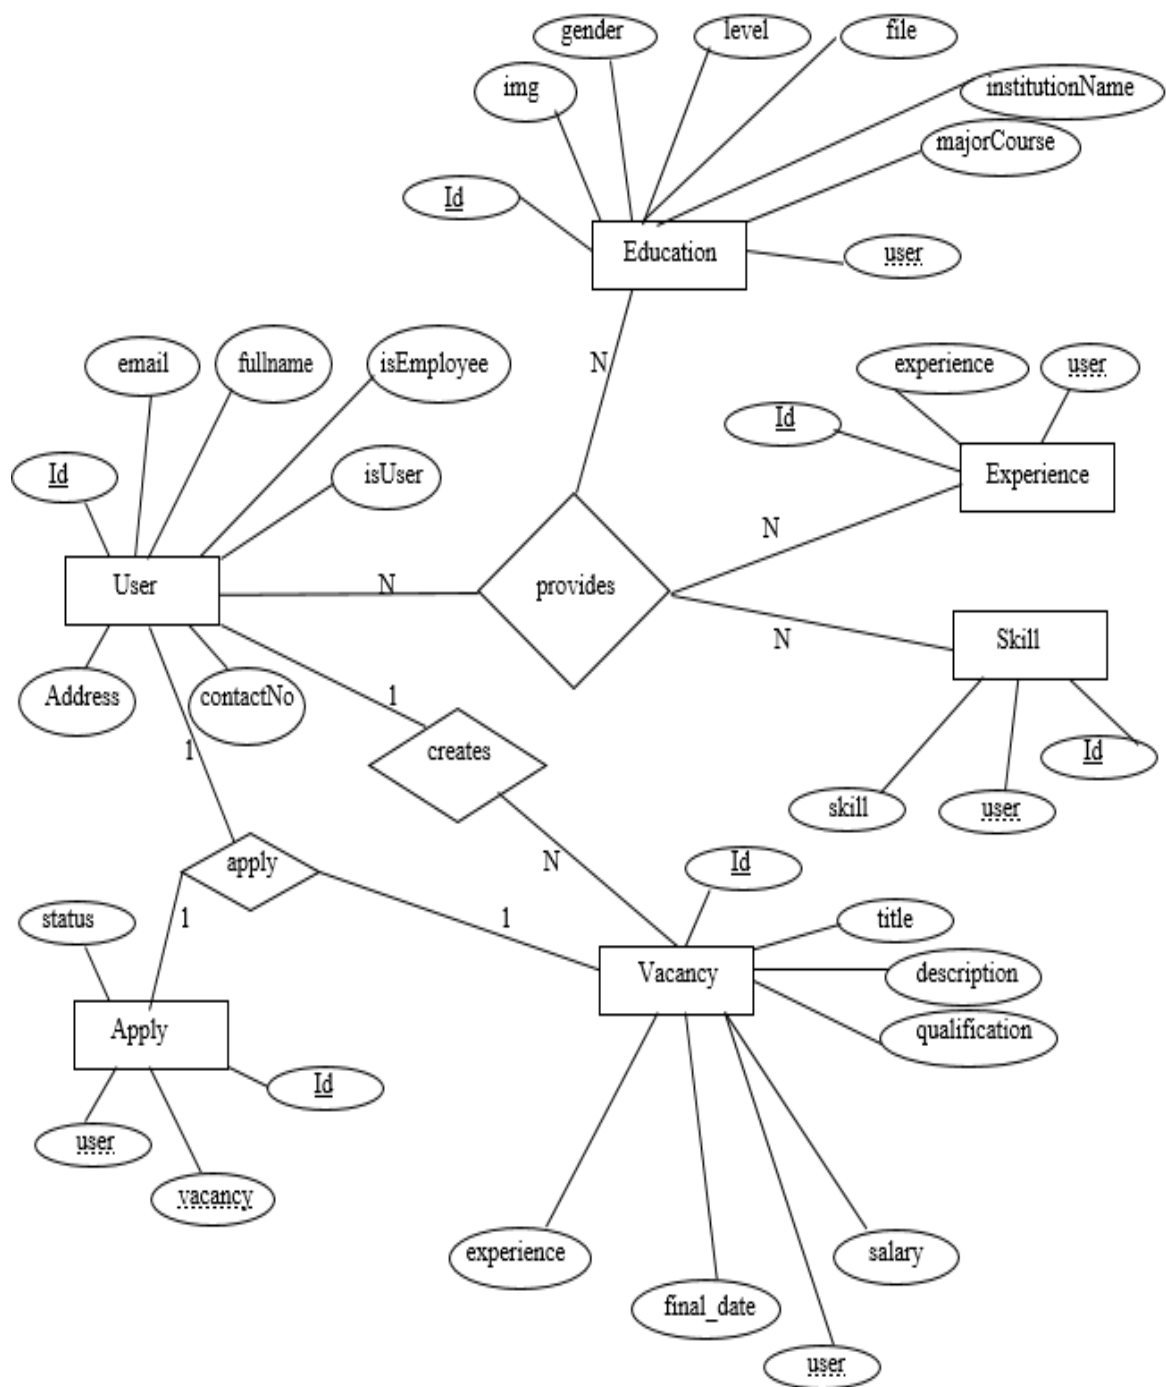 gender
level
file
img
institutionName
majorCourse
Id
Education
user
N
email
fullname
isEmployee
experience
user
Id
Id
isUser
Experience
N
User
N
provides
Skill
N
Address
contactNo
1
1
creates
Id
skill
user
apply
N
Id
status
1
1
title
Vacancy
description
Apply
qualification
Id
user
vacancy
experience
salary
final_date
user